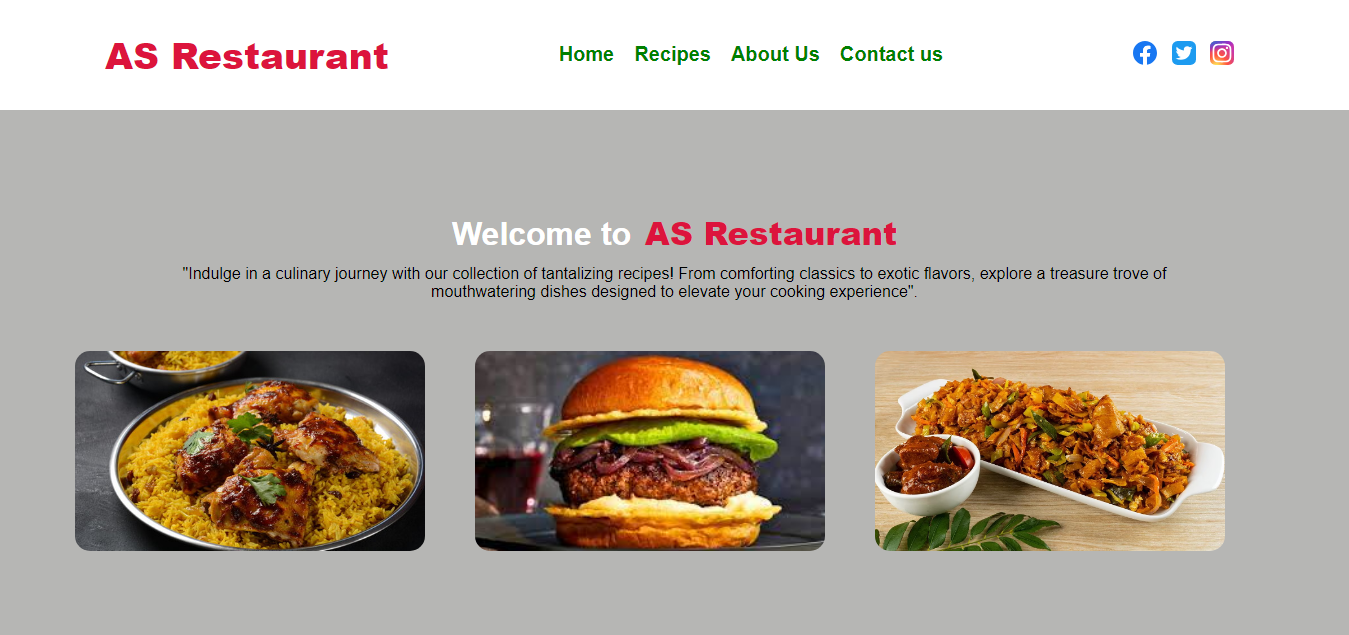 AS Restaurant
Home Recipes About Us Contact us
Welcome to AS Restaurant
"Indulge in a culinary journey with our collection of tantalizing recipes! From comforting classics to exotic flavors, explore a treasure trove of
mouthwatering dishes designed to elevate your cooking experience".